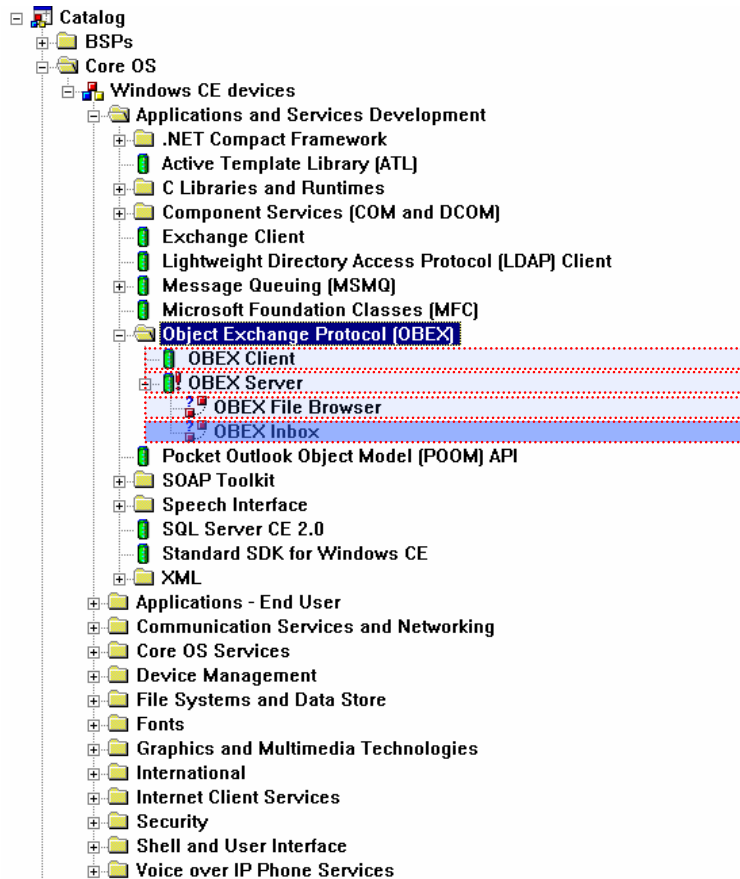 Catalog
BSPs
Core OS
Windows CE devices
Applications and Services Development
.NET Compact Framework
Active Template Library (ATL)
C Libraries and Runtimes
Component Services (COM and DCOM)
Exchange Client
Lightweight Directory Access Protocol (LDAP) Client
Message Queuing (MSMQ)
Microsoft Foundation Classes (MFC)
Object Exchange Protocol (OBEX)
OBEX Client
OBEX Server
OBEX File Browser
OBEX Inbox
Pocket Outlook Object Model (POOM) API
SOAP Toolkit
Speech Interface
SQL Server CE 2.0
Standard SDK for Windows CE
XML
Applications - End User
Communication Services and Networking
Core OS Services
Device Management
File Systems and Data Store
Fonts
Graphics and Multimedia Technologies
International
Internet Client Services
Security
Shell and User Interface
Voice over IP Phone Services